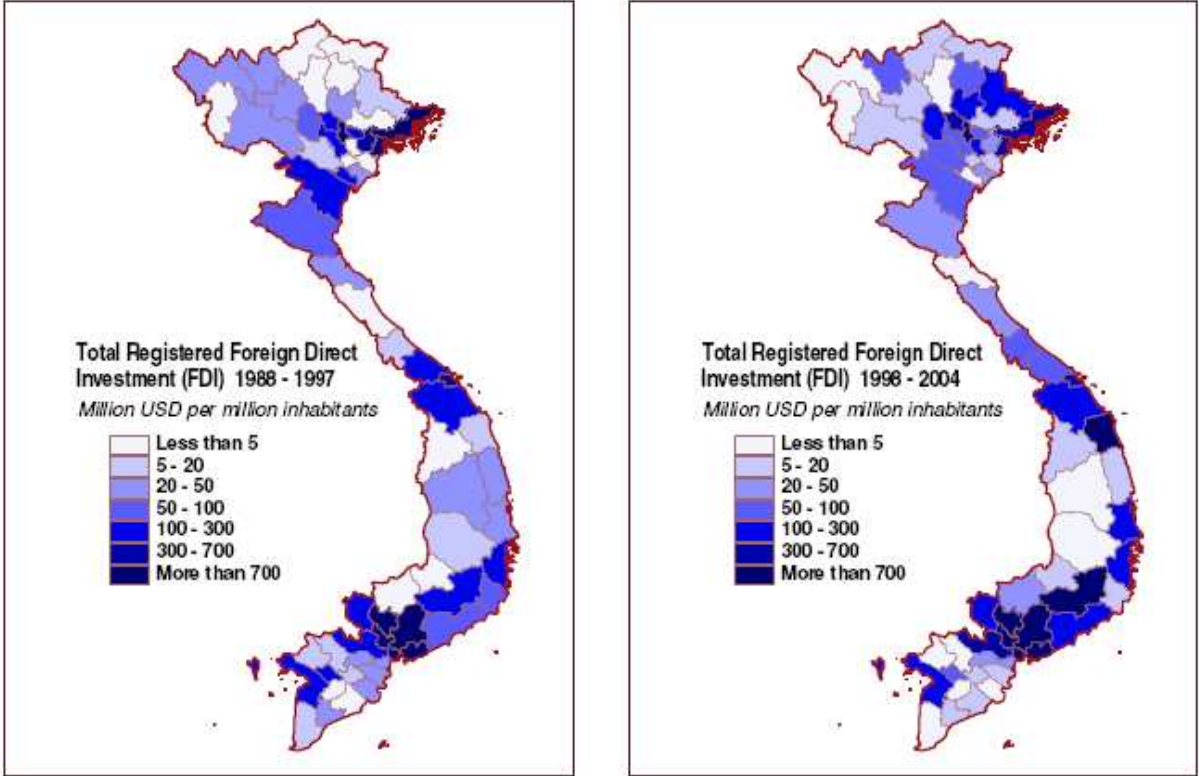 Total Registered Foreign Direct
Investment (FDI) 1988 - 1997
Million USD per million inhabitants
Less than 5
5 - 20
20 - 50
50 - 100
100 - 300
300 - 700
More than 700
Total Registered Foreign Direct
Investment (FDI) 1998 - 2004
Million USD per million inhabitants
Less than 5
5 - 20
20 - 50
50 - 100
100 - 300
300 - 700
More than 700